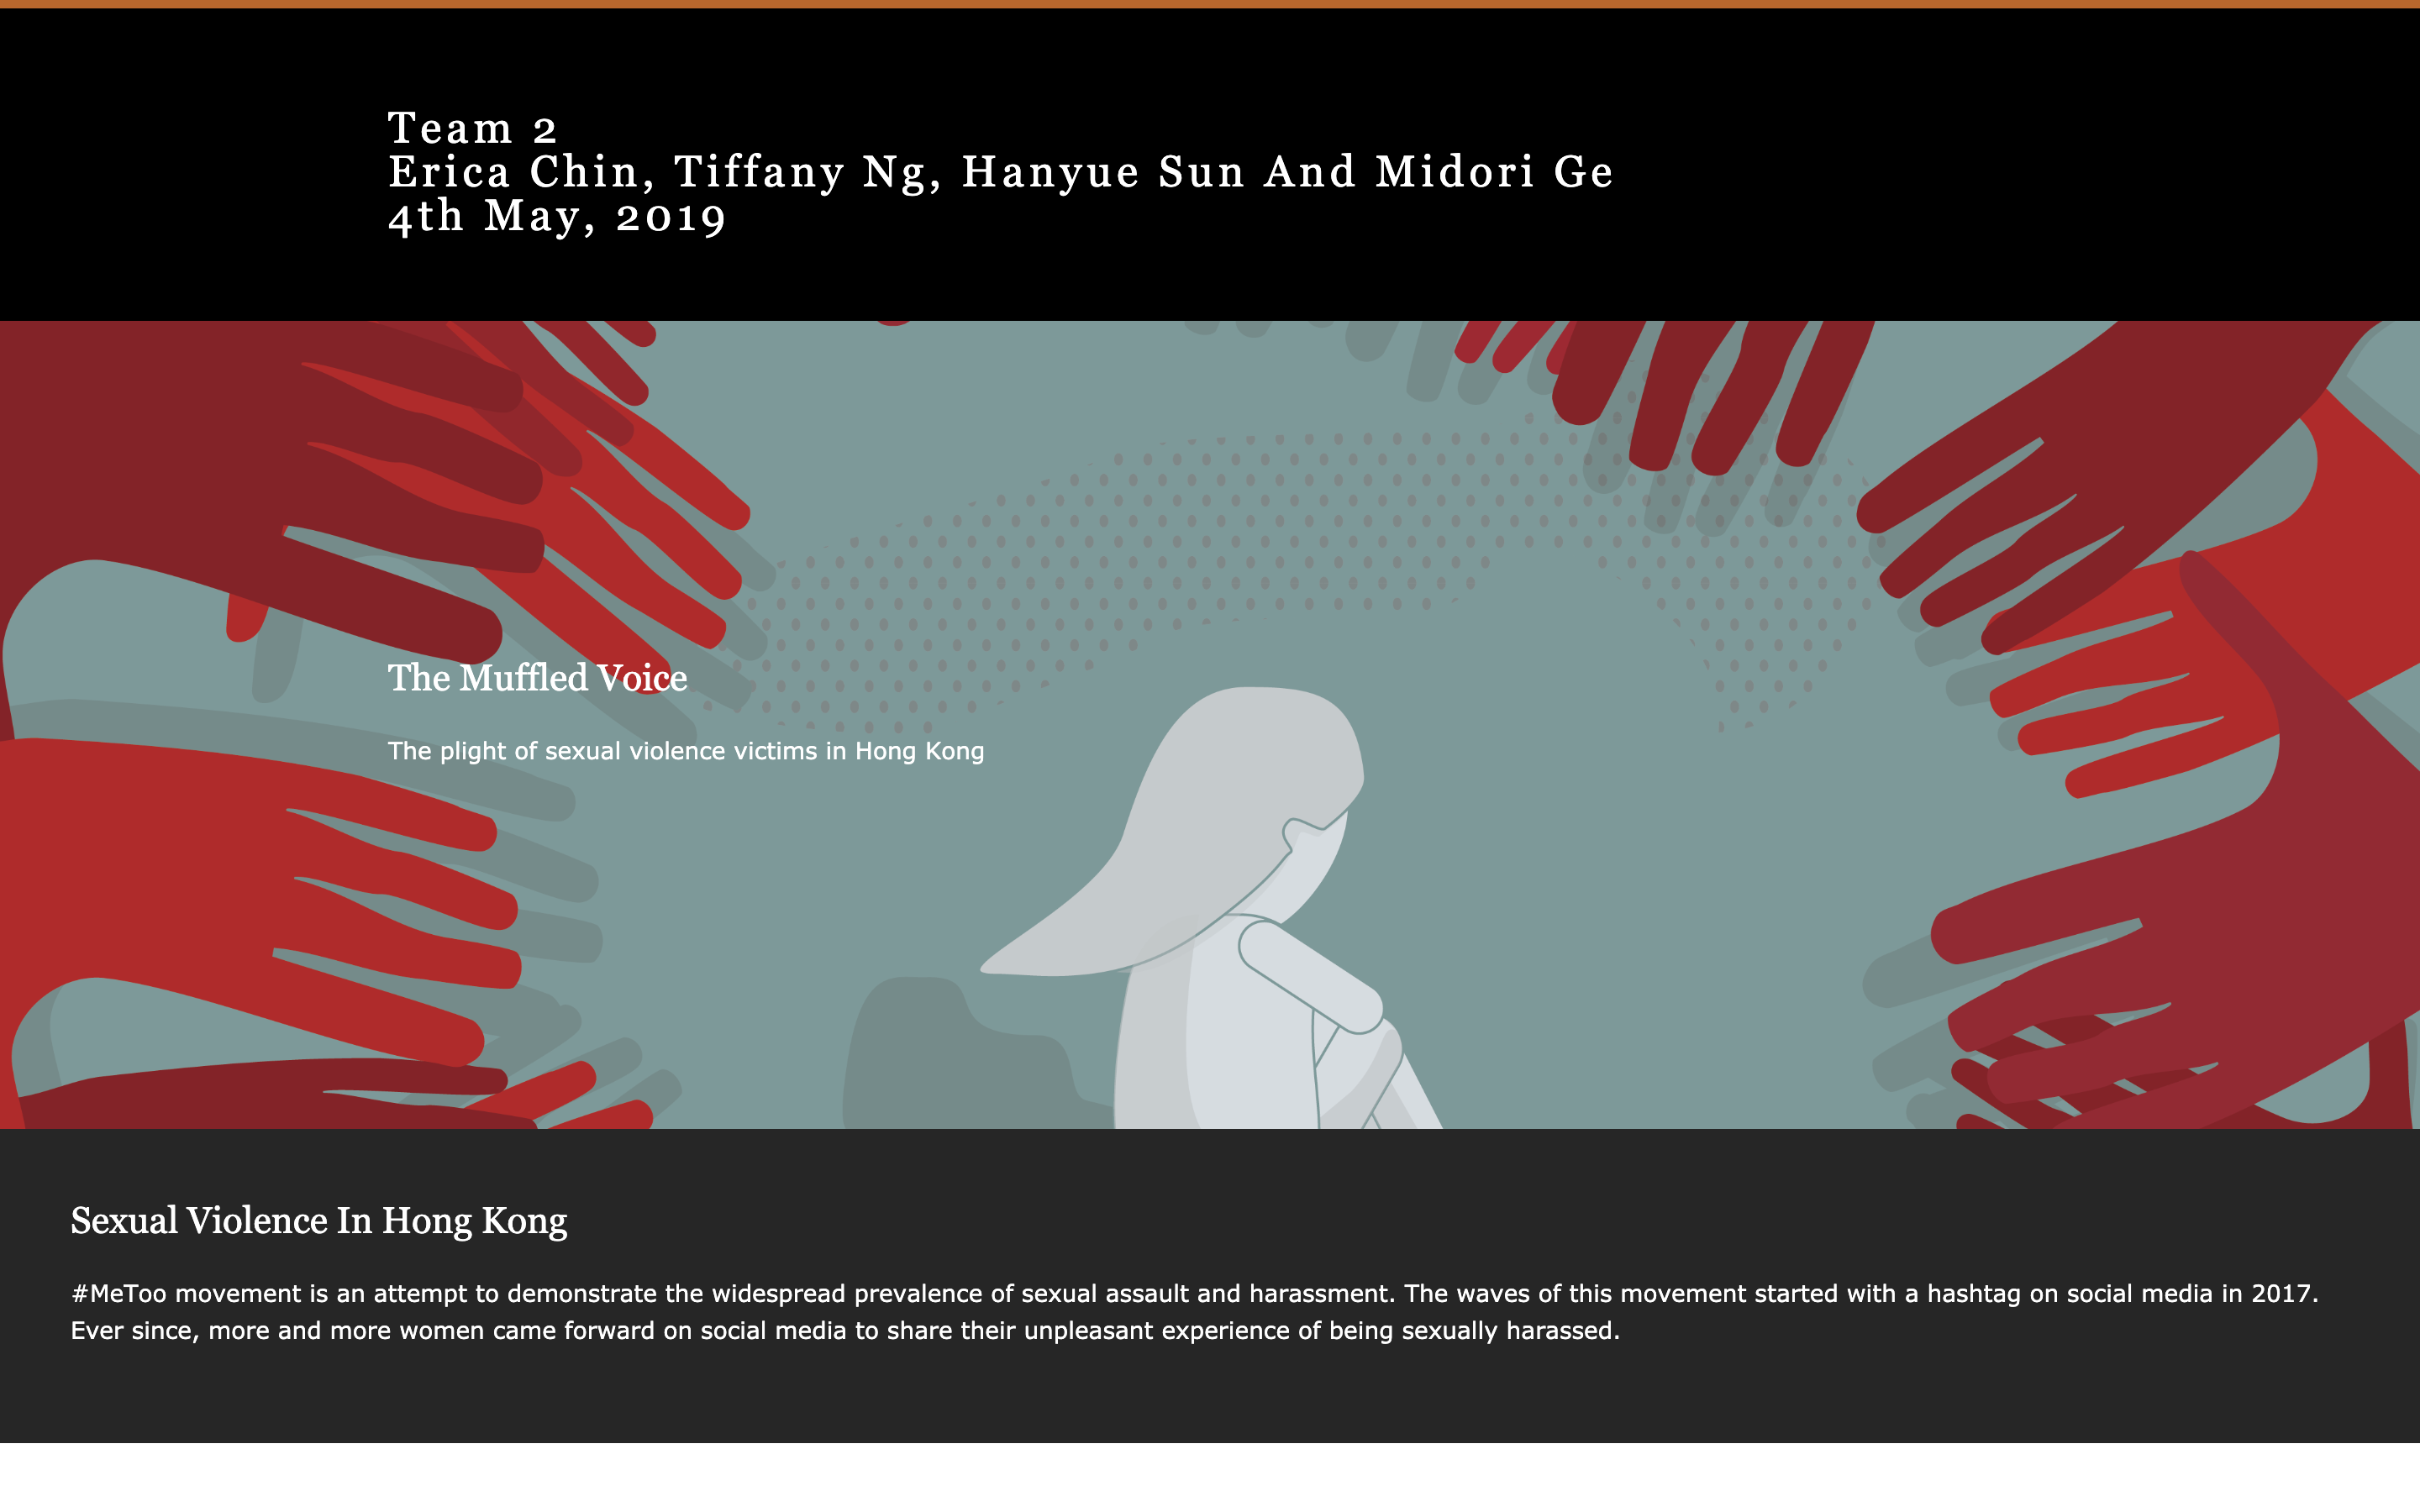 Team 2
Erica Chin, Tiffany Ng, Hanyue Sun And Midori Ge
4th May, 2019
The Muffled Voice
The plight of sexual violence victims in Hong Kong
Sexual Violence In Hong Kong
#MeToo movement is an attempt to demonstrate the widespread prevalence of sexual assault and harassment. The waves of this movement started with a hashtag on social media in 2017.
Ever since, more and more women came forward on social media to share their unpleasant experience of being sexually harassed.